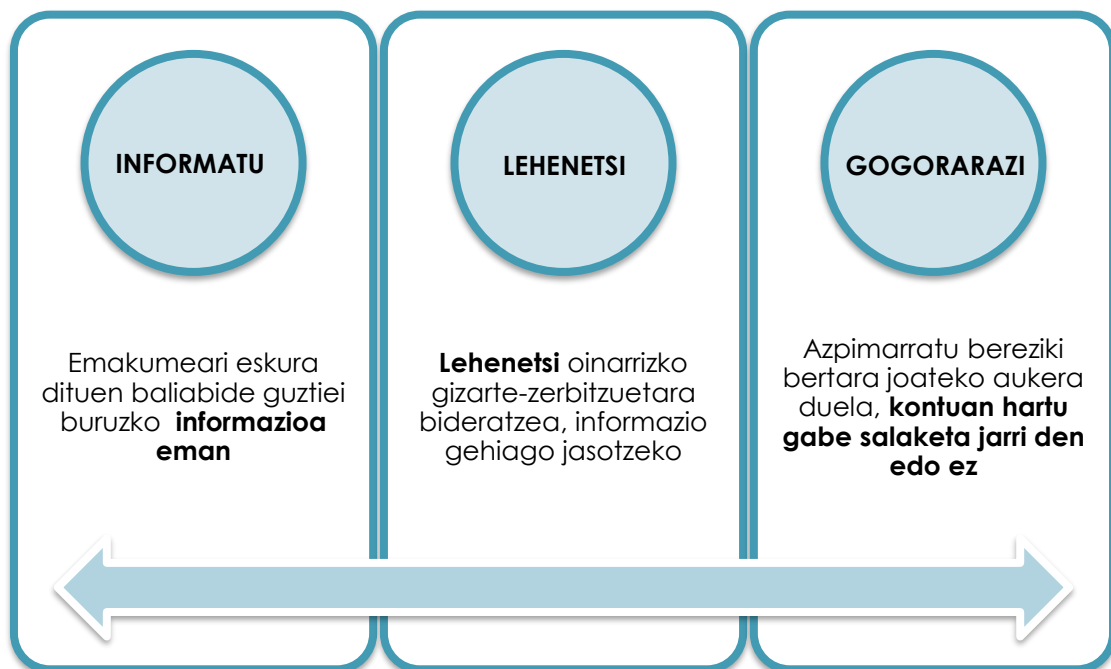 INFORMATU
Emakumeari eskura
dituen baliabide guztiei
buruzko informazioa
eman
LEHENETSI
Lehenetsi oinarrizko
gizarte-zerbitzuetara
bideratzea, informazio
gehiago jasotzeko
GOGORARAZI
Azpimarratu bereziki
bertara joateko aukera
duela, kontuan hartu
gabe salaketa jarri den
edo ez